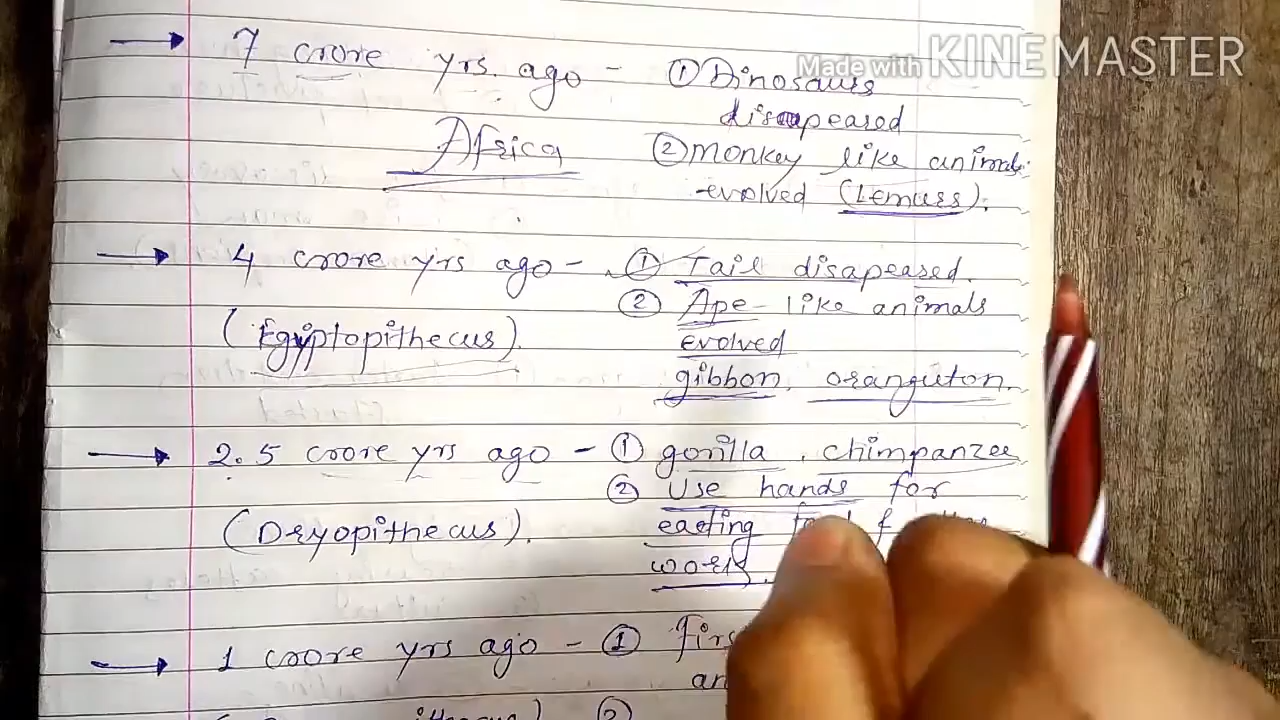 Made with KINEMASTER
7 crore yrs. ago - ① Dinosaurs
disappeared
Africa ② monkey like animals
evolved (Lemurs).
4 crore yrs ago - ① Tail disapeared.
② Ape-like animals
(Egyptopithecus). evolved
gibbon, oranguton.
2.5 crore yrs ago - ① gorilla, chimpanzee
② Use hands for
(Dryopithecus). eating &
work.
1 crore yrs ago - ①
②